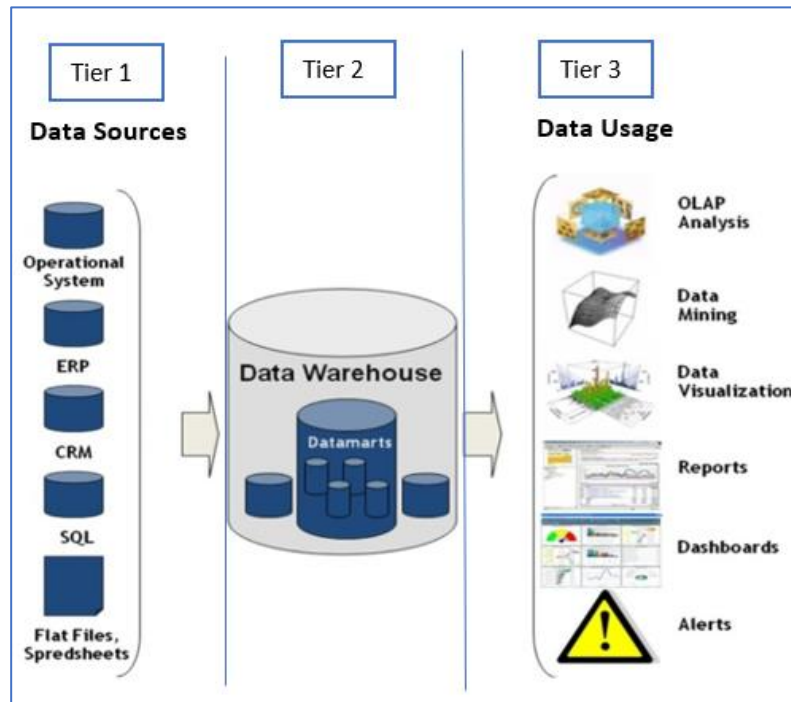 Tier 1
Data Sources
Operational
System
ERP
CRM
SQL
Flat Files,
Spredsheets
Tier 2
Data Warehouse
Datamarts
Tier 3
Data Usage
OLAP
Analysis
Data
Mining
Data
Visualization
Reports
Dashboards
Alerts